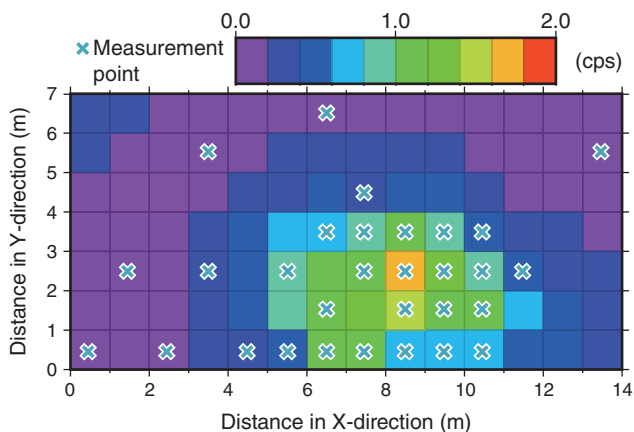 0.0 1.0 2.0
Measurement
point
(cps)
7
6
5
4
3
2
1
0
Distance in Y-direction (m)
0 2 4 6 8 10 12 14
Distance in X-direction (m)